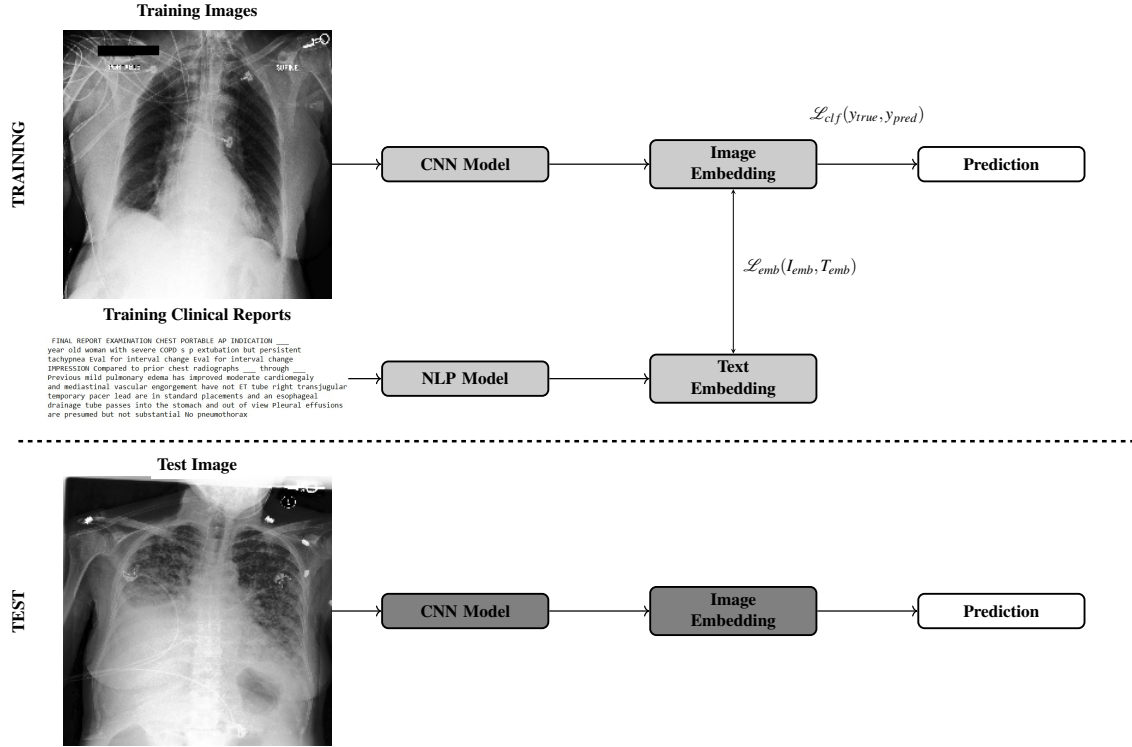 Training Images
PORTABLE
SUPINE
TRAINING
CNN Model
Image
Embedding
ℒclf(ytrue, ypred)
Prediction
ℒemb(Iemb, Temb)
Training Clinical Reports
FINAL REPORT EXAMINATION CHEST PORTABLE AP INDICATION ___
year old woman with severe COPD s p extubation but persistent
tachypnea Eval for interval change Eval for interval change
IMPRESSION Compared to prior chest radiographs ___ through ___
Previous mild pulmonary edema has improved moderate cardiomegaly
and mediastinal vascular engorgement have not ET tube right transjugular
temporary pacer lead are in standard placements and an esophageal
drainage tube passes into the stomach and out of view Pleural effusions
are presumed but not substantial No pneumothorax
NLP Model
Text
Embedding
Test Image
L
TEST
CNN Model
Image
Embedding
Prediction